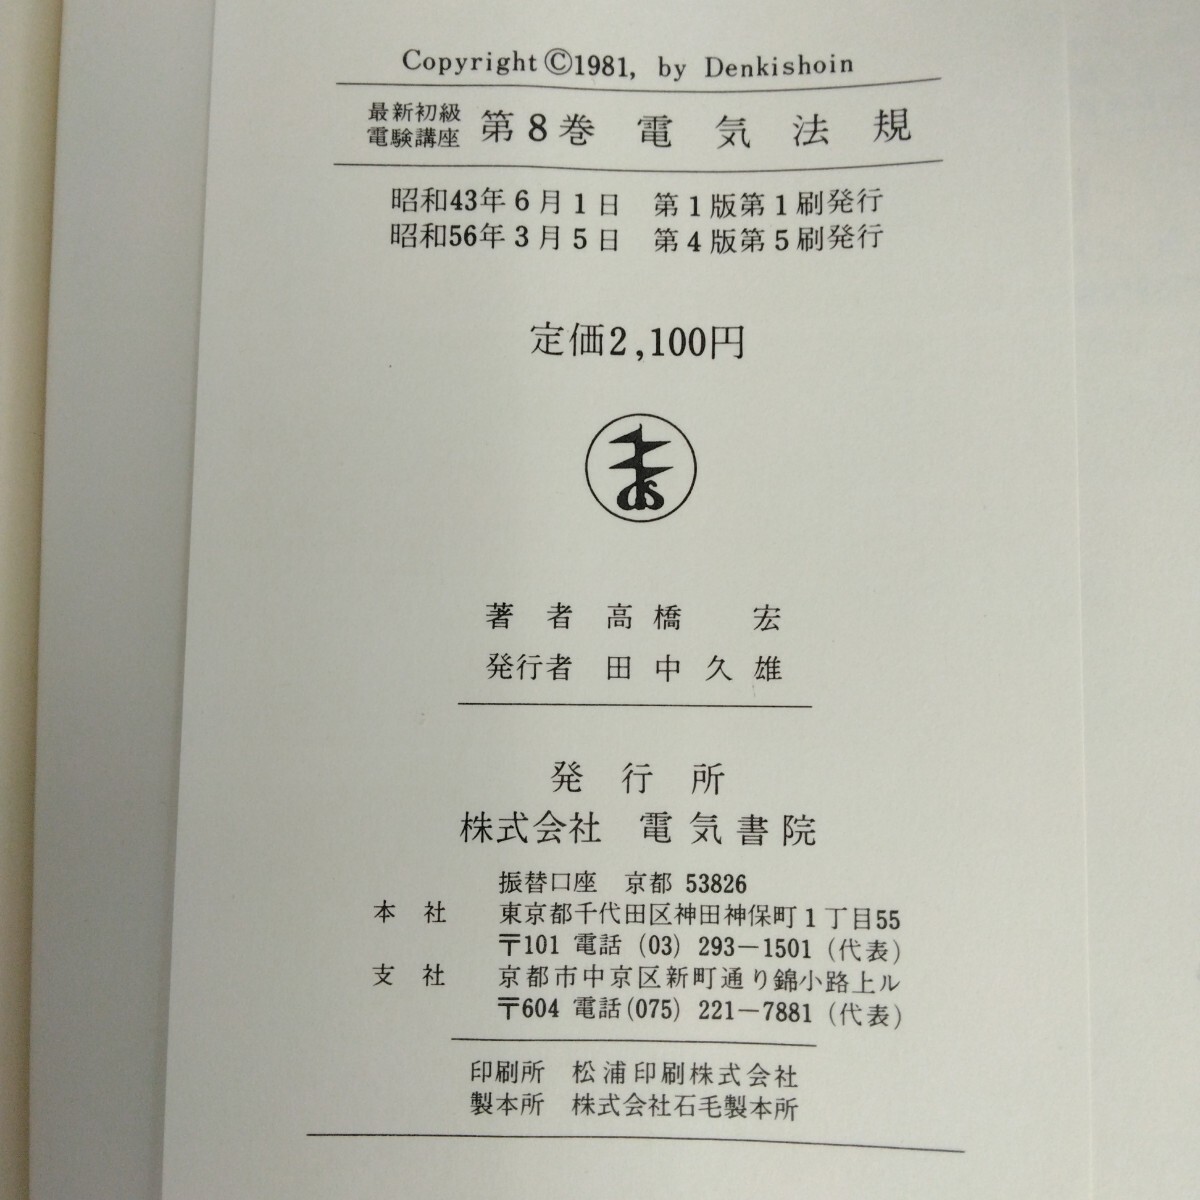 Copyright ©1981, by Denkishoin
最新初級
電験講座 第8巻 電気法規
昭和43年6月1日 第1版第1刷発行
昭和56年3月5日 第4版第5刷発行
定価2,100円
ds
著者 高橋 宏
発行者 田中久雄
発行所
株式会社 電気書院
振替口座 京都 53826
本社 東京都千代田区神田神保町1丁目55
〒101 電話 (03) 293-1501 (代表)
支社 京都市中京区新町通り錦小路上ル
〒604 電話 (075) 221-7881 (代表)
印刷所 松浦印刷株式会社
製本所 株式会社石毛製本所